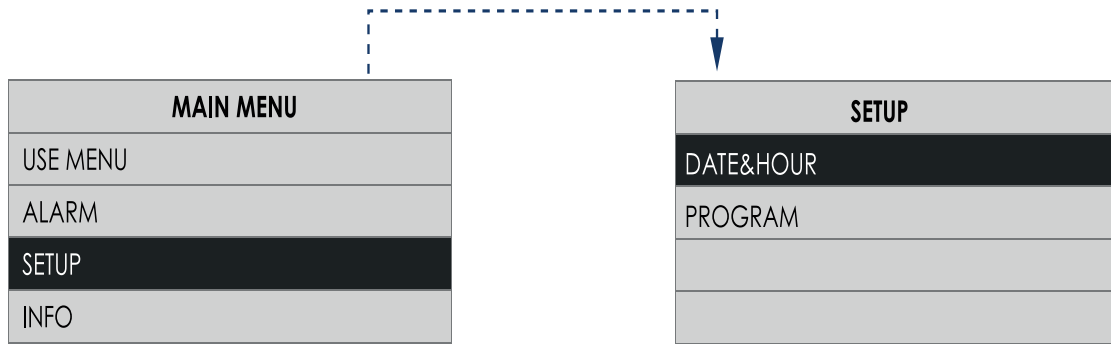 MAIN MENU
USE MENU
ALARM
SETUP
INFO
SETUP
DATE&HOUR
PROGRAM